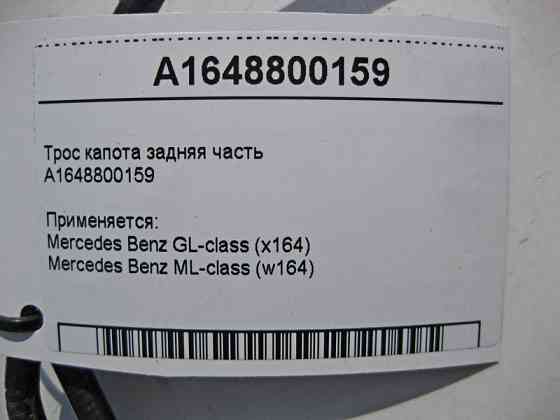 A1648800159
Трос капота задняя часть
A1648800159
Применяется:
Mercedes Benz GL-class (x164)
Mercedes Benz ML-class (w164)